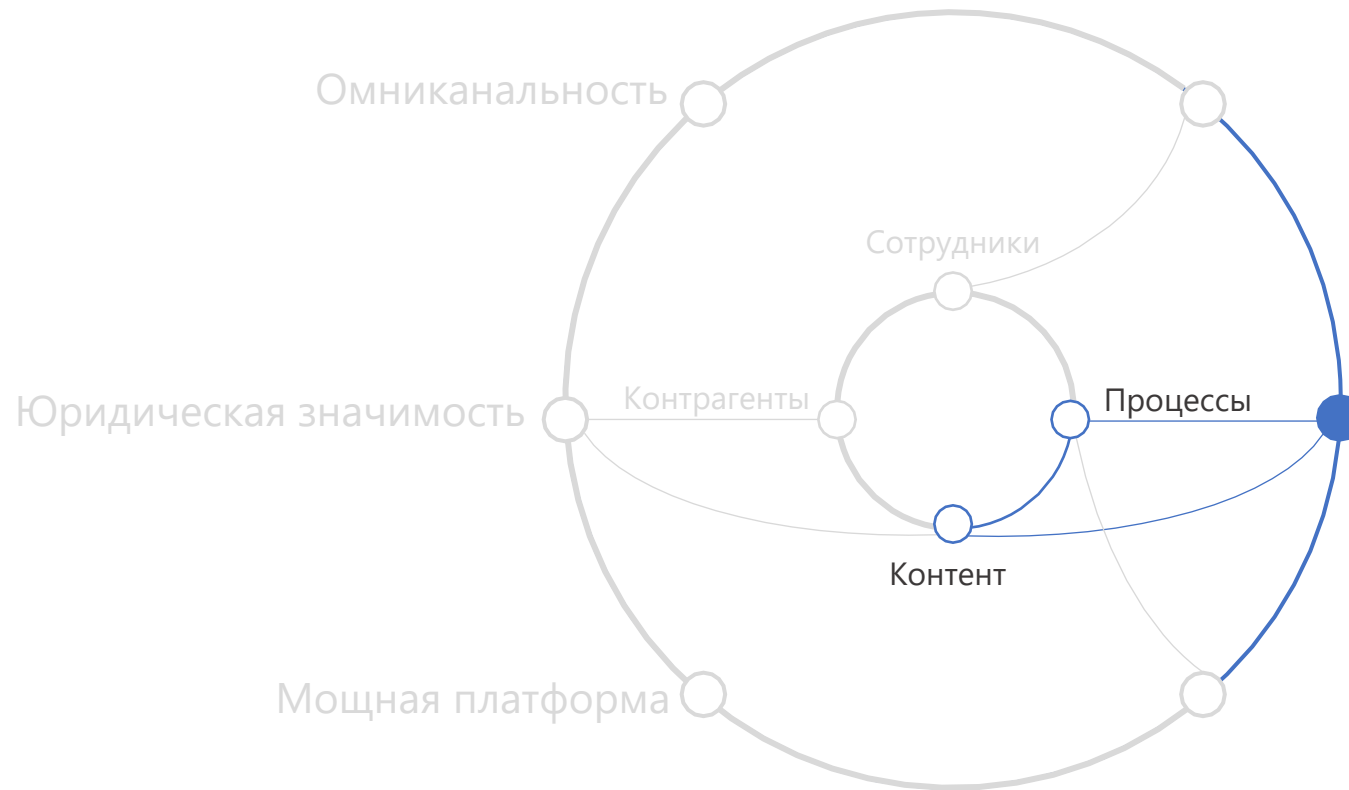 Омниканальность
Сотрудники
Контрагенты
Процессы
Юридическая значимость
Контент
Мощная платформа